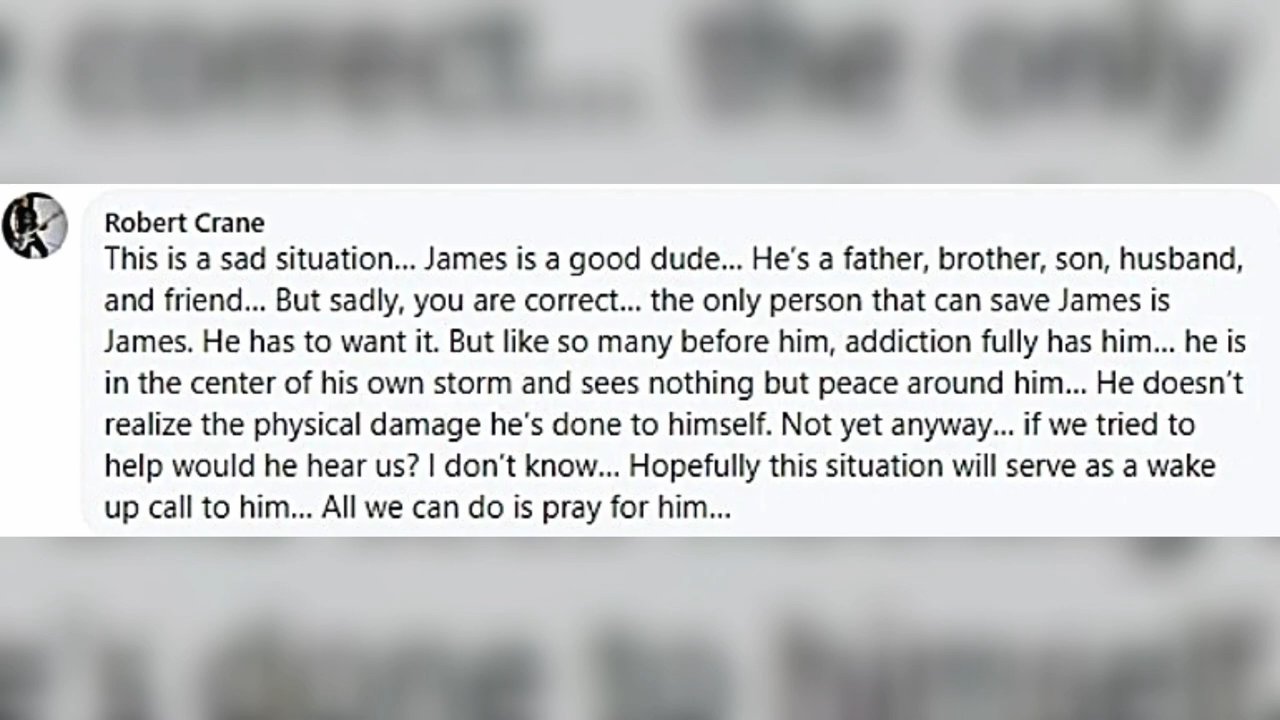 correct... the only
Robert Crane
This is a sad situation... James is a good dude... He's a father, brother, son, husband,
and friend... But sadly, you are correct... the only person that can save James is
James. He has to want it. But like so many before him, addiction fully has him... he is
in the center of his own storm and sees nothing but peace around him... He doesn't
realize the physical damage he's done to himself. Not yet anyway... if we tried to
help would he hear us? I don't know... Hopefully this situation will serve as a wake
up call to him... All we can do is pray for him...